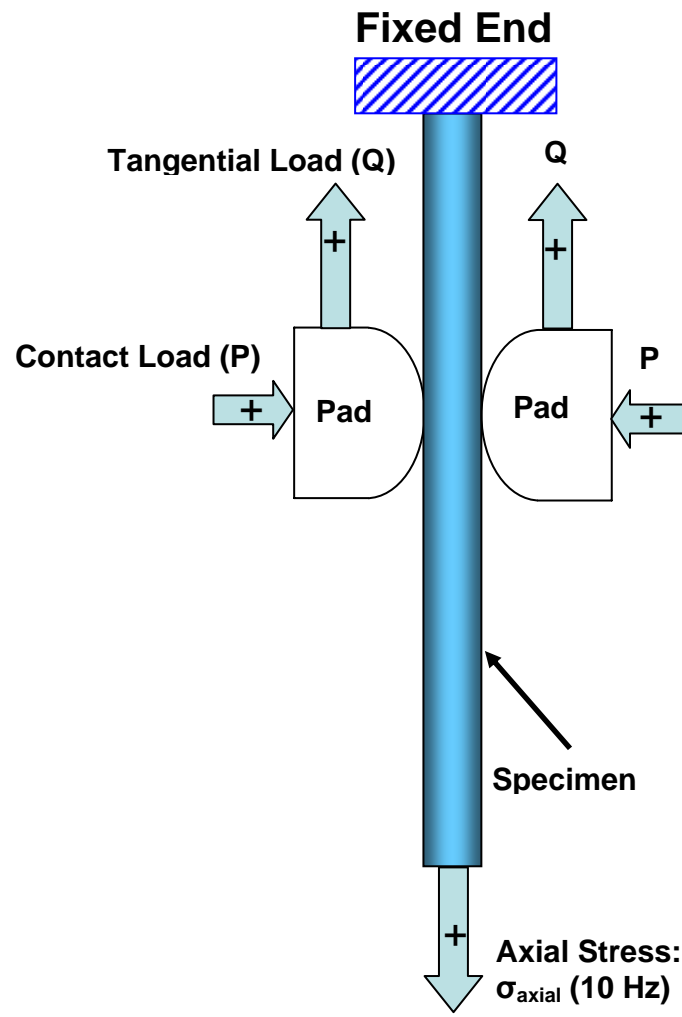 Fixed End
Tangential Load (Q)
Q
+
+
Contact Load (P)
P
+
+
Pad
Pad
Specimen
+
Axial Stress:
σaxial (10 Hz)